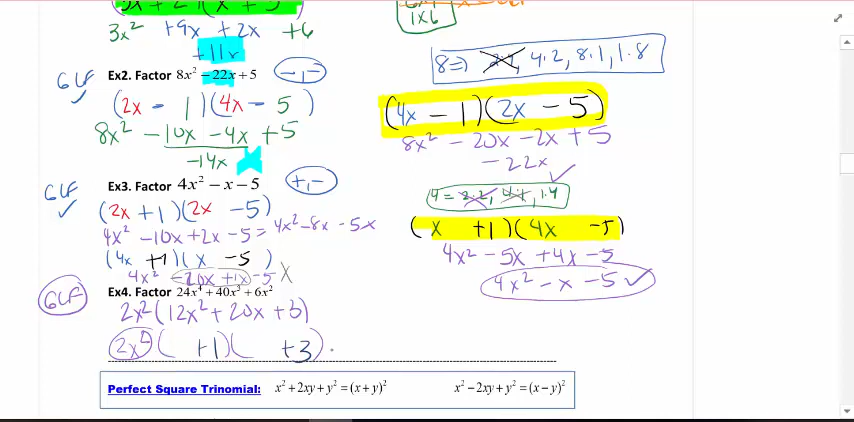 3x² +9x +2x +6
+11x
1x6
8⇒ 2·4, 4·2, 8·1, 1·8
GCF Ex2. Factor 8x² − 22x + 5 −,−
(2x − 1)(4x − 5)
8x² −10x −4x +5
−14x
(4x − 1)(2x − 5)
8x² − 20x − 2x + 5
−22x ✓
GCF ✓ Ex3. Factor 4x² − x − 5 +,−
(2x +1)(2x −5)
4x² −10x +2x −5 = 4x² −8x −5 x
(4x +1)(x −5)
4x² −20x +1x −5 X
4 = 2·2, 4·1, 1·4
(x +1)(4x −5)
4x² −5x +4x −5
4x² − x − 5 ✓
GCF Ex4. Factor 24x⁴ + 40x³ + 6x²
2x²(12x² + 20x + 3)
2x²( +1)( +3)
Perfect Square Trinomial: x² + 2xy + y² = (x + y)² x² − 2xy + y² = (x − y)²